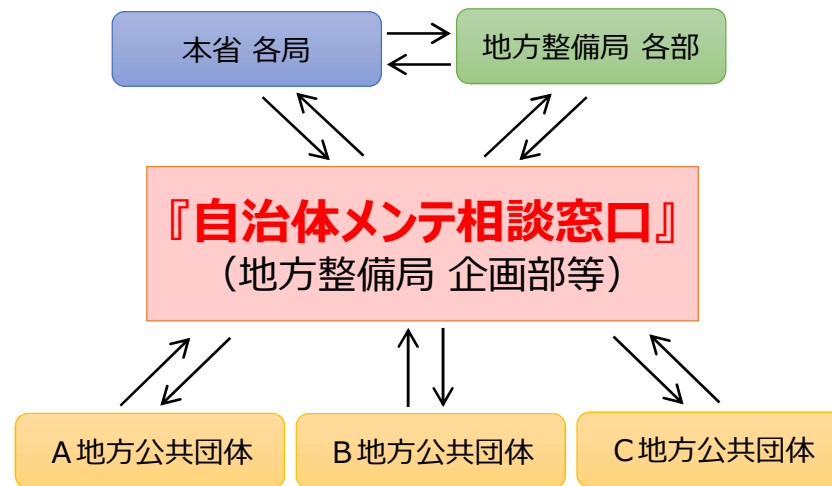 本省 各局
地方整備局 各部
『自治体メンテ相談窓口』
（地方整備局 企画部等）
Ａ地方公共団体
Ｂ地方公共団体
Ｃ地方公共団体